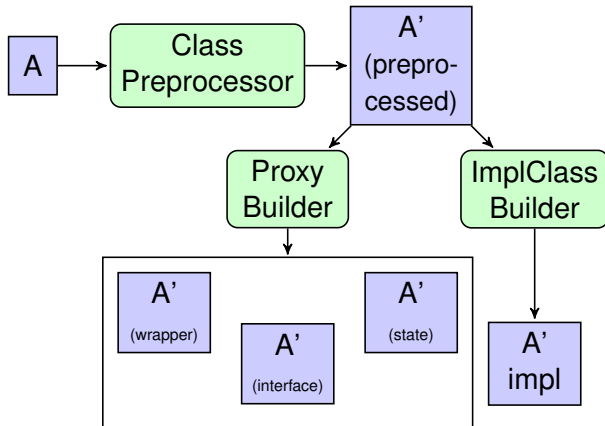 A
Class
Preprocessor
A'
(prepro-
cessed)
Proxy
Builder
ImplClass
Builder
A'
(wrapper)
A'
(interface)
A'
(state)
A'
impl